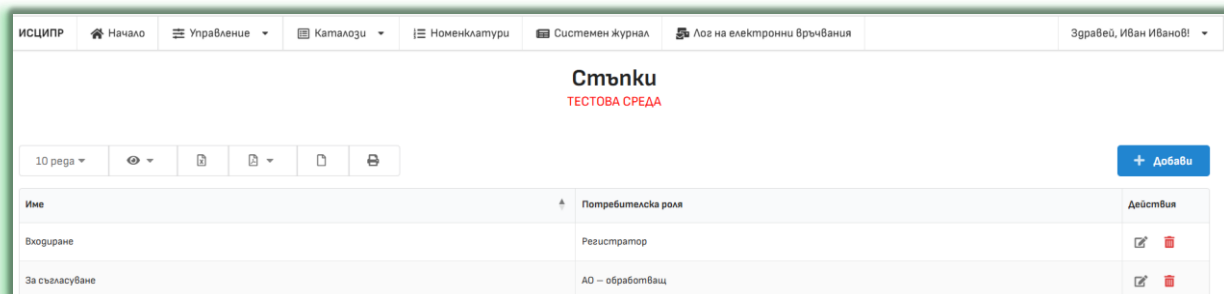 ИСЦИПР Начало Управление Каталози Номенклатури Системен журнал Лог на електронни връчвания Здравей, Иван Иванов!
Стъпки
ТЕСТОВА СРЕДА
10 реда + Добави
Име Потребителска роля Действия
Входиране Регистратор
За съгласуване АО – обработващ